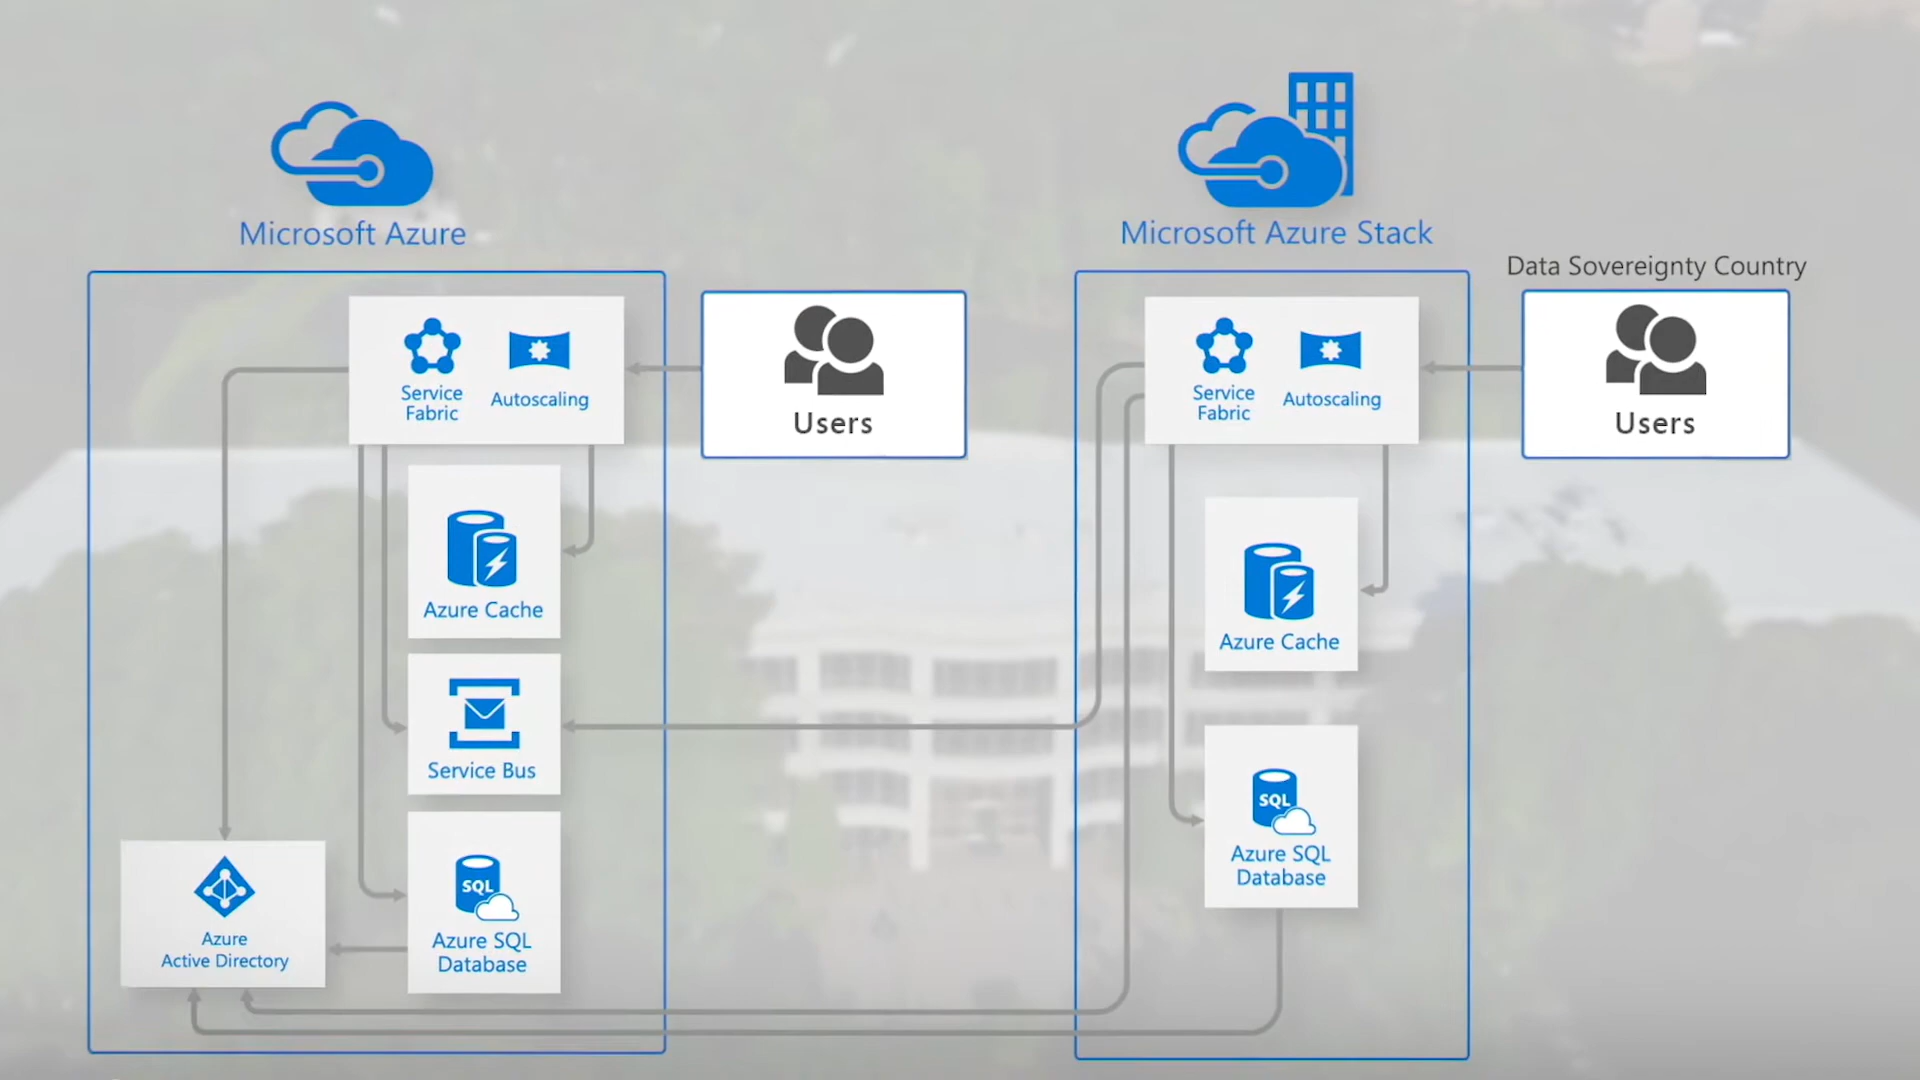 Microsoft Azure
Microsoft Azure Stack
Data Sovereignty Country
Service
Fabric
Autoscaling
Users
Service
Fabric
Autoscaling
Users
Azure Cache
Azure Cache
Service Bus
SQL
Azure SQL
Database
SQL
Azure SQL
Database
Azure
Active Directory